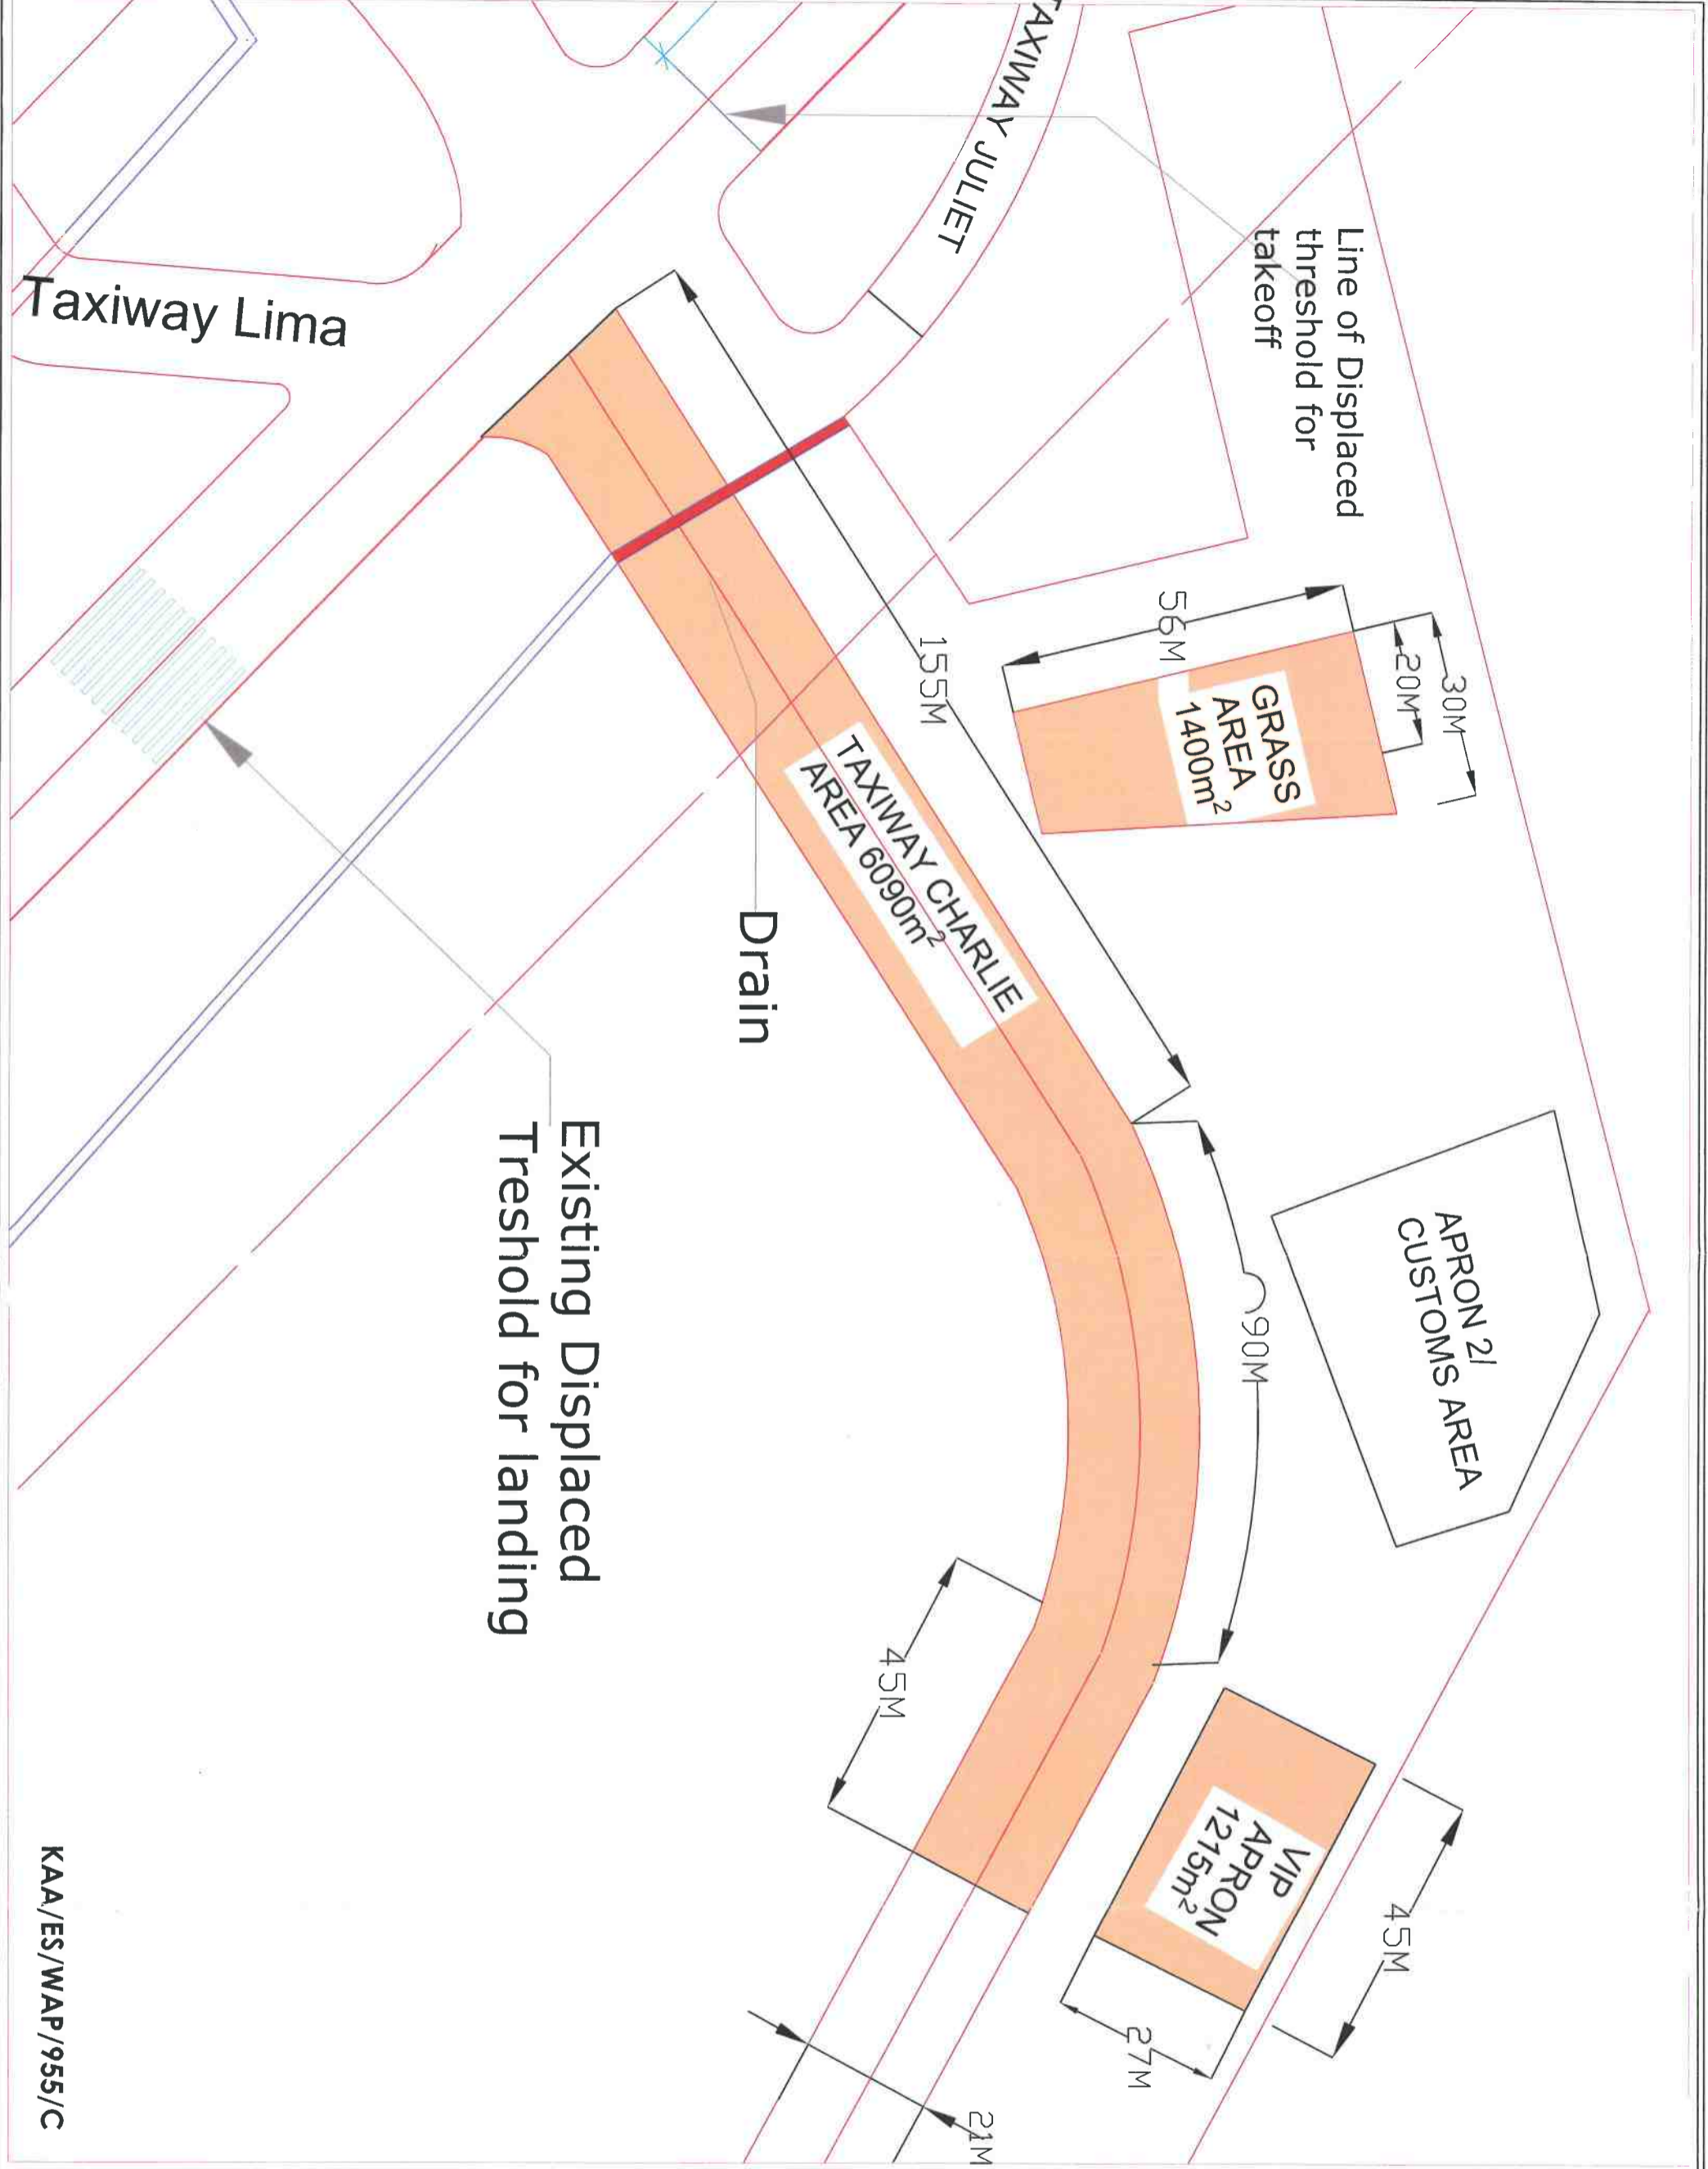 TAXIWAY JULIET
Line of Displaced
threshold for
takeoff
Taxiway Lima
155M
56M
20M
30M
GRASS
AREA
1400m²
TAXIWAY CHARLIE
AREA 6090m²
Drain
Existing Displaced
Treshold for landing
APRON 2/
CUSTOMS AREA
90M
45M
VIP
APRON
1215m²
45M
27M
21M
KAA/ES/WAP/955/C